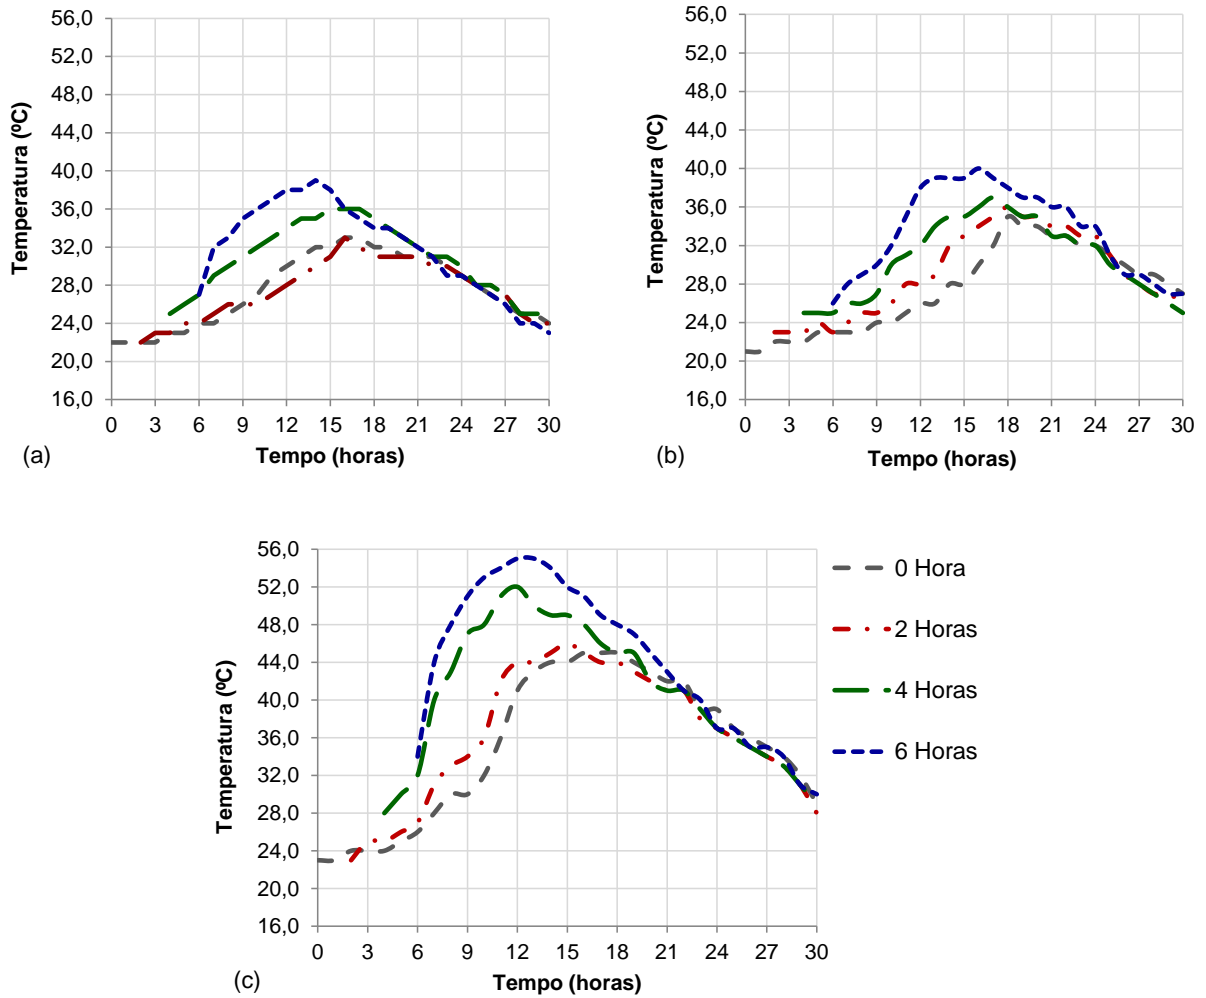 56,0
52,0
48,0
44,0
40,0
36,0
32,0
28,0
24,0
20,0
16,0
Temperatura (ºC)
0 3 6 9 12 15 18 21 24 27 30
Tempo (horas)
(a)
56,0
52,0
48,0
44,0
40,0
36,0
32,0
28,0
24,0
20,0
16,0
Temperatura (ºC)
0 3 6 9 12 15 18 21 24 27 30
Tempo (horas)
(b)
56,0
52,0
48,0
44,0
40,0
36,0
32,0
28,0
24,0
20,0
16,0
Temperatura (ºC)
0 3 6 9 12 15 18 21 24 27 30
Tempo (horas)
(c)
0 Hora
2 Horas
4 Horas
6 Horas